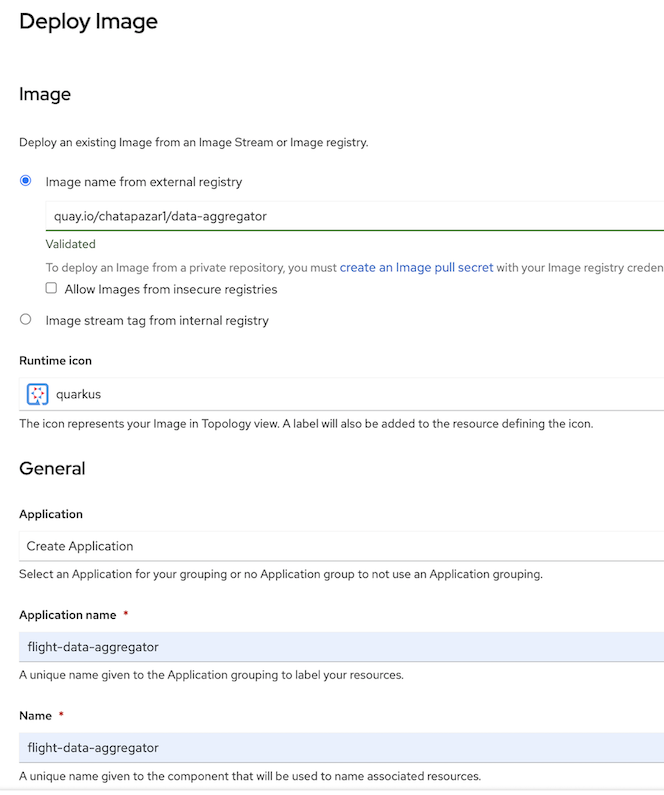 Deploy Image
Image
Deploy an existing Image from an Image Stream or Image registry.
Image name from external registry
quay.io/chatapazar1/data-aggregator
Validated
To deploy an Image from a private repository, you must create an Image pull secret with your Image registry creden
Allow Images from insecure registries
Image stream tag from internal registry
Runtime icon
quarkus
The icon represents your Image in Topology view. A label will also be added to the resource defining the icon.
General
Application
Create Application
Select an Application for your grouping or no Application group to not use an Application grouping.
Application name *
flight-data-aggregator
A unique name given to the Application grouping to label your resources.
Name *
flight-data-aggregator
A unique name given to the component that will be used to name associated resources.